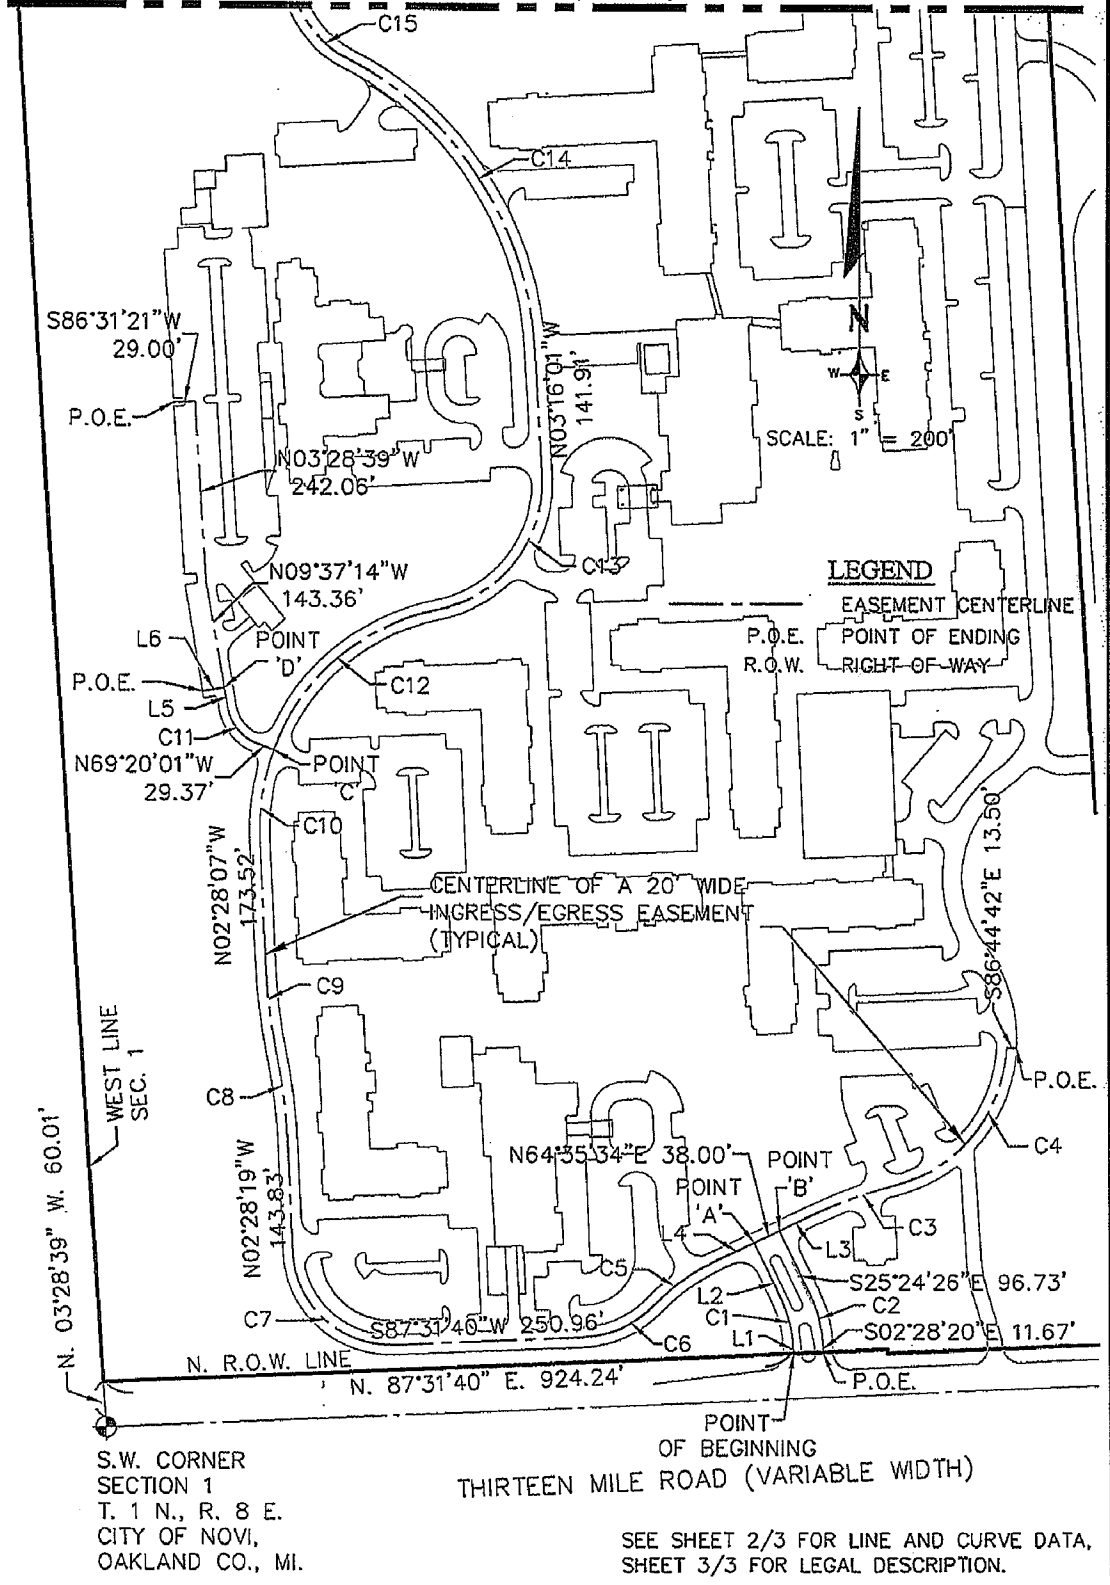 C15
C14
S86°31'21"W
29.00'
P.O.E.
N03°16'01"W
141.91'
N
W
E
S
SCALE: 1" = 200'
N03°28'39"W
242.06'
C13
LEGEND
EASEMENT CENTERLINE
P.O.E. POINT OF ENDING
R.O.W. RIGHT-OF-WAY
N09°37'14"W
143.36'
L6
POINT
'D'
P.O.E.
L5
C12
C11
N69°20'01"W
29.37'
POINT
'C'
C10
N02°28'07"W
173.52'
CENTERLINE OF A 20' WIDE
INGRESS/EGRESS EASEMENT
(TYPICAL)
S86°44'42"E 13.50'
C9
WEST LINE
SEC. 1
C8
P.O.E.
C4
N64°35'34"E 38.00'
POINT
'B'
POINT
'A'
L4
C3
L3
N02°28'19"W
143.83'
C5
L2
S25°24'26"E 96.73'
C2
C1
C7
S87°31'40"W 250.96'
C6
L1
S02°28'20"E 11.67'
N. 03°28'39" W. 60.01'
N. R.O.W. LINE
N. 87°31'40" E. 924.24'
P.O.E.
POINT
OF BEGINNING
S.W. CORNER
SECTION 1
T. 1 N., R. 8 E.
CITY OF NOVI,
OAKLAND CO., MI.
THIRTEEN MILE ROAD (VARIABLE WIDTH)
SEE SHEET 2/3 FOR LINE AND CURVE DATA,
SHEET 3/3 FOR LEGAL DESCRIPTION.